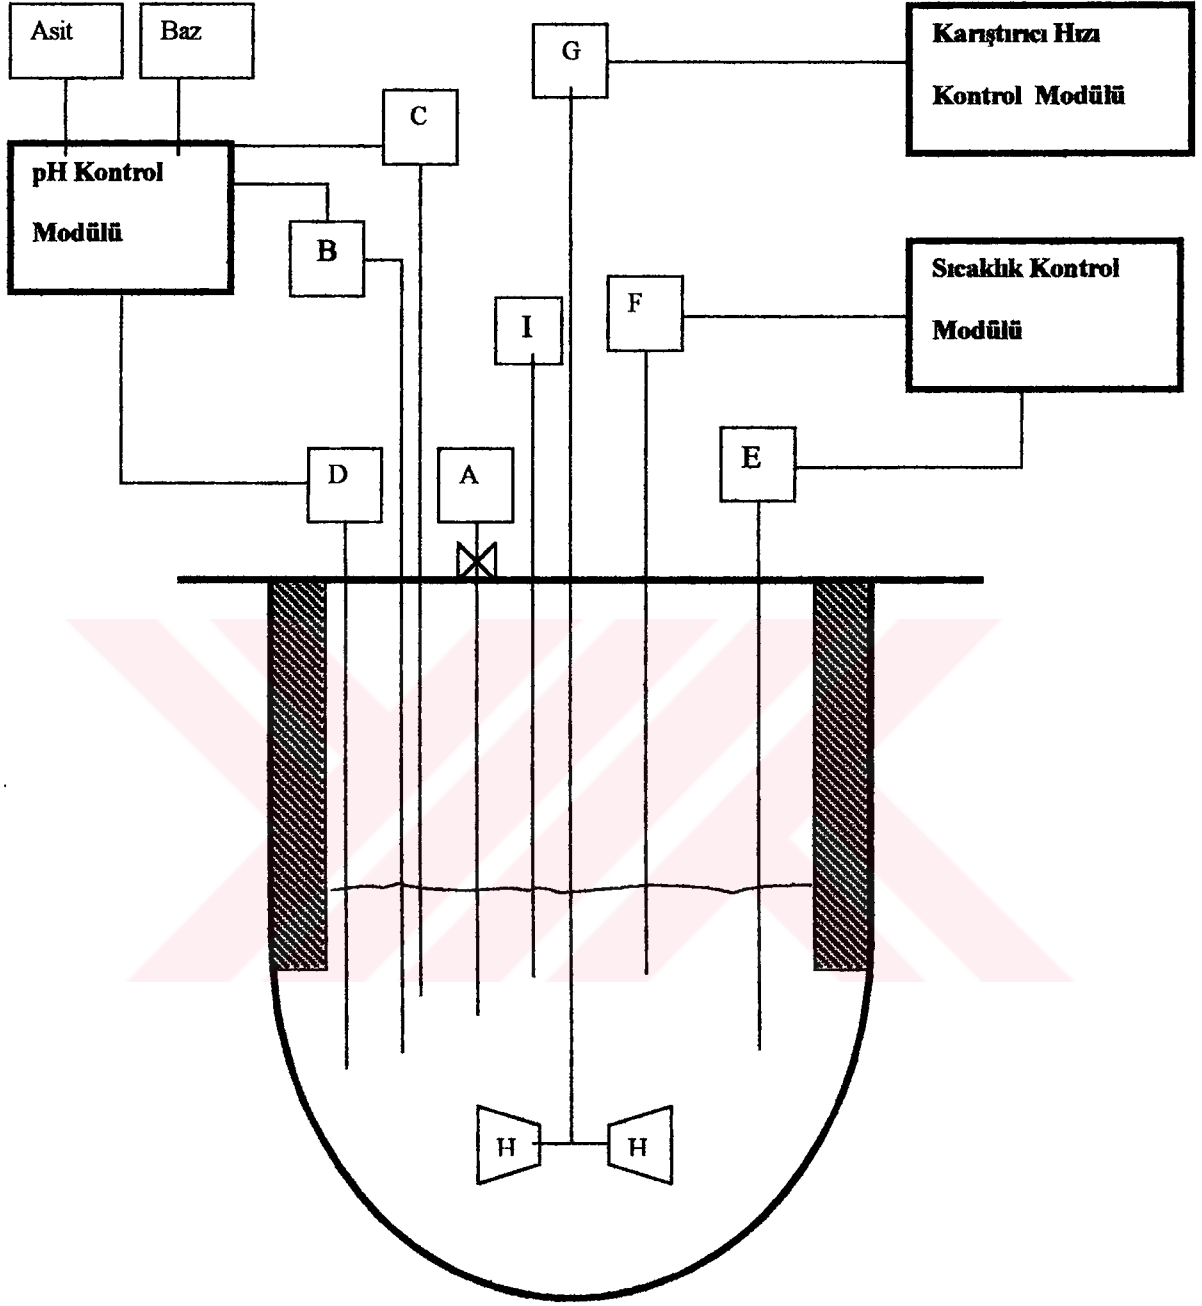 Asit
Baz
pH Kontrol
Modülü
C
B
G
Karıştırıcı Hızı
Kontrol Modülü
I
F
Sıcaklık Kontrol
Modülü
D
A
E
H
H